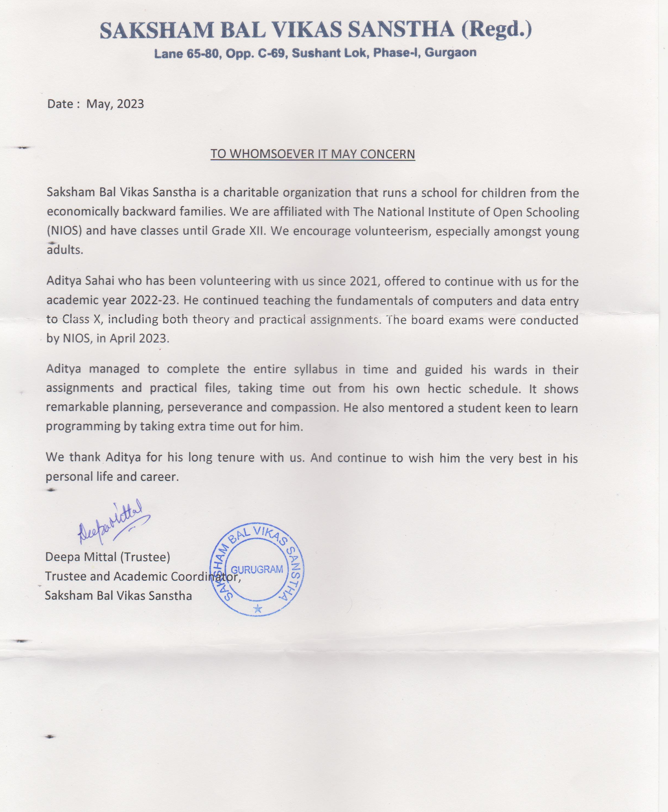 SAKSHAM BAL VIKAS SANSTHA (Regd.)
Lane 65-80, Opp. C-69, Sushant Lok, Phase-I, Gurgaon
Date : May, 2023
TO WHOMSOEVER IT MAY CONCERN
Saksham Bal Vikas Sanstha is a charitable organization that runs a school for children from the
economically backward families. We are affiliated with The National Institute of Open Schooling
(NIOS) and have classes until Grade XII. We encourage volunteerism, especially amongst young
adults.
Aditya Sahai who has been volunteering with us since 2021, offered to continue with us for the
academic year 2022-23. He continued teaching the fundamentals of computers and data entry
to Class X, including both theory and practical assignments. The board exams were conducted
by NIOS, in April 2023.
Aditya managed to complete the entire syllabus in time and guided his wards in their
assignments and practical files, taking time out from his own hectic schedule. It shows
remarkable planning, perseverance and compassion. He also mentored a student keen to learn
programming by taking extra time out for him.
We thank Aditya for his long tenure with us. And continue to wish him the very best in his
personal life and career.
Deepa Mittal
Deepa Mittal (Trustee)
Trustee and Academic Coordinator,
Saksham Bal Vikas Sanstha
SAKSHAM BAL VIKAS SANSTHA
GURUGRAM